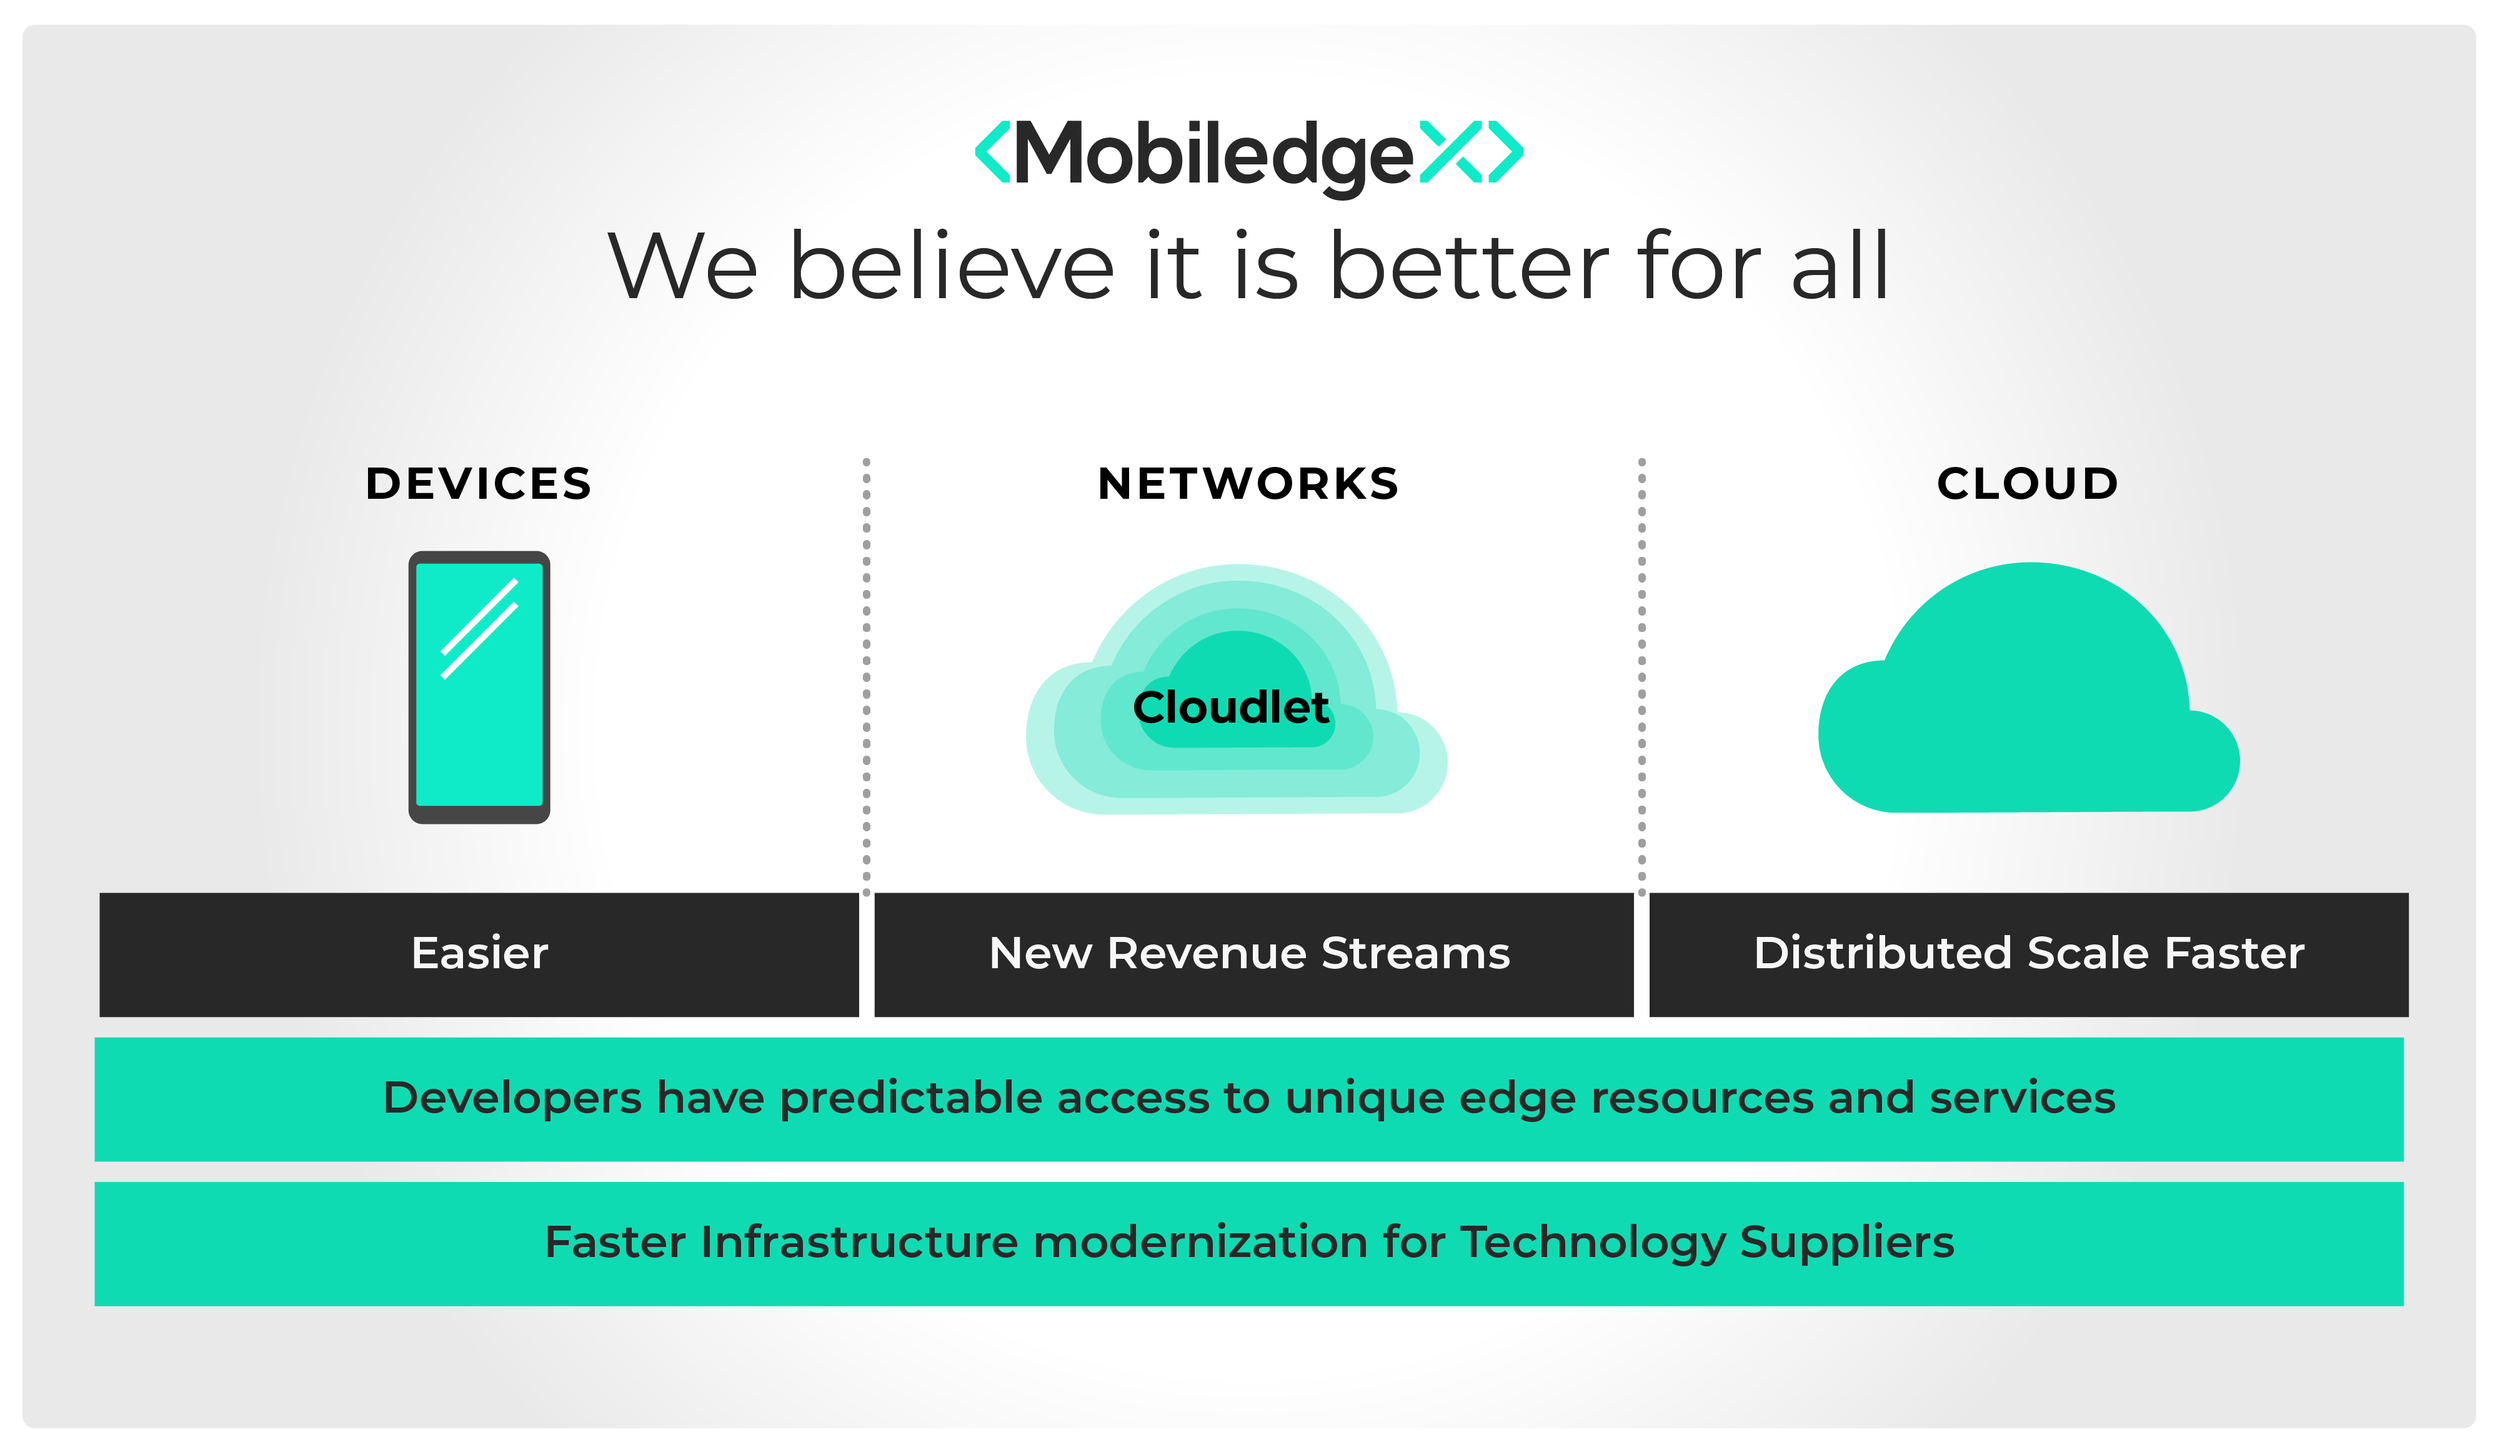 <MobiledgeX>
We believe it is better for all
DEVICES
NETWORKS
CLOUD
Cloudlet
Easier
New Revenue Streams
Distributed Scale Faster
Developers have predictable access to unique edge resources and services
Faster Infrastructure modernization for Technology Suppliers